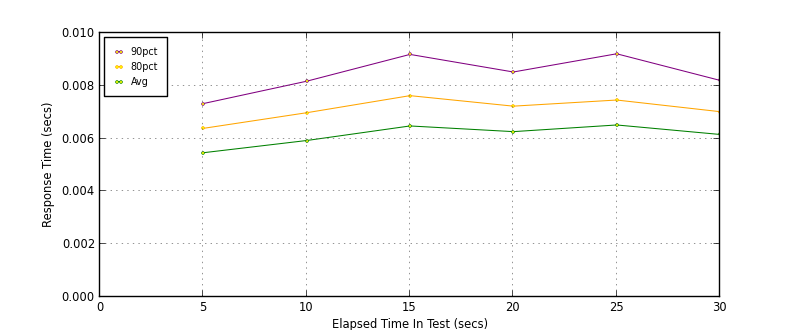 0.010
0.008
0.006
0.004
0.002
0.000
Response Time (secs)
90pct
80pct
Avg
0 5 10 15 20 25 30
Elapsed Time In Test (secs)